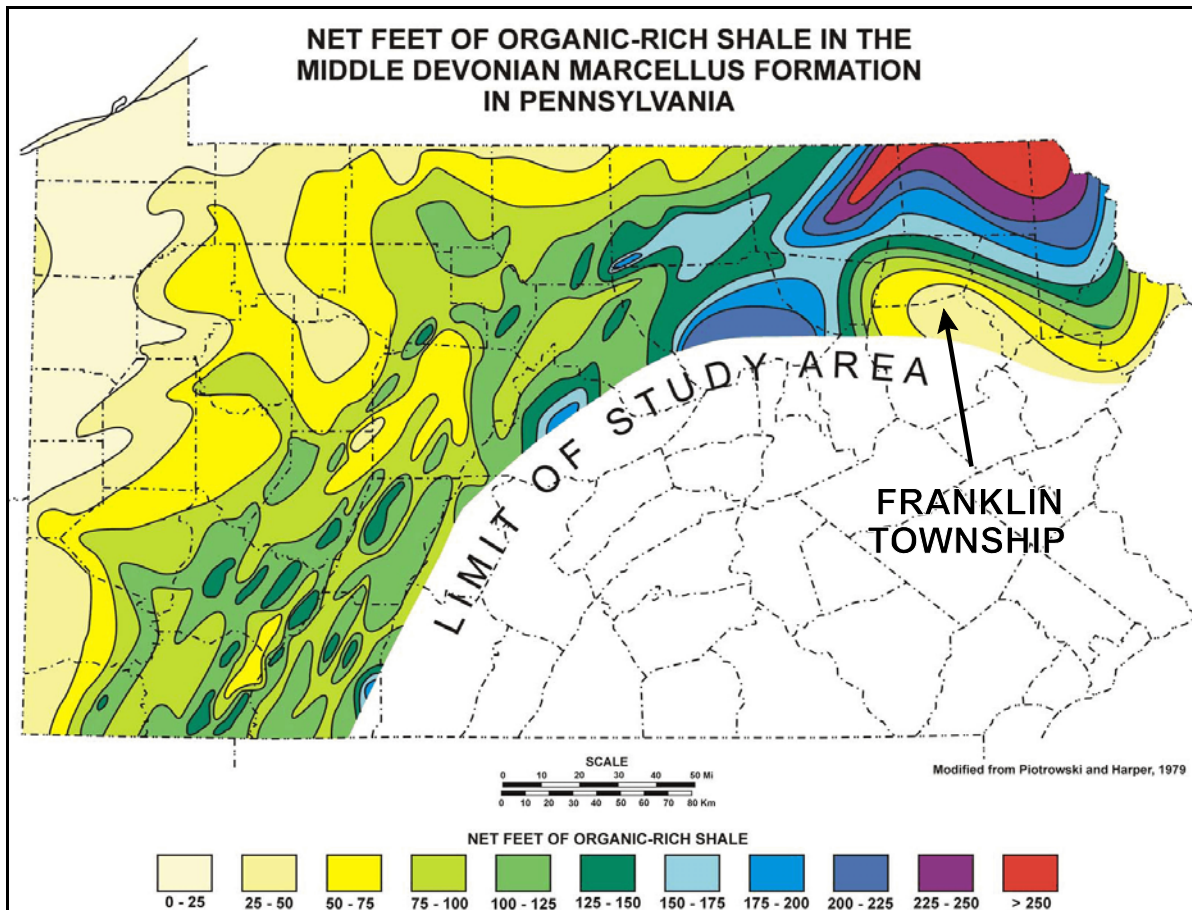 NET FEET OF ORGANIC-RICH SHALE IN THE
MIDDLE DEVONIAN MARCELLUS FORMATION
IN PENNSYLVANIA
LIMIT OF STUDY AREA
FRANKLIN
TOWNSHIP
SCALE
0 10 20 30 40 50 Mi
0 10 20 30 40 50 60 70 80 Km
Modified from Piotrowski and Harper, 1979
NET FEET OF ORGANIC-RICH SHALE
0 - 25 25 - 50 50 - 75 75 - 100 100 - 125 125 - 150 150 - 175 175 - 200 200 - 225 225 - 250 > 250